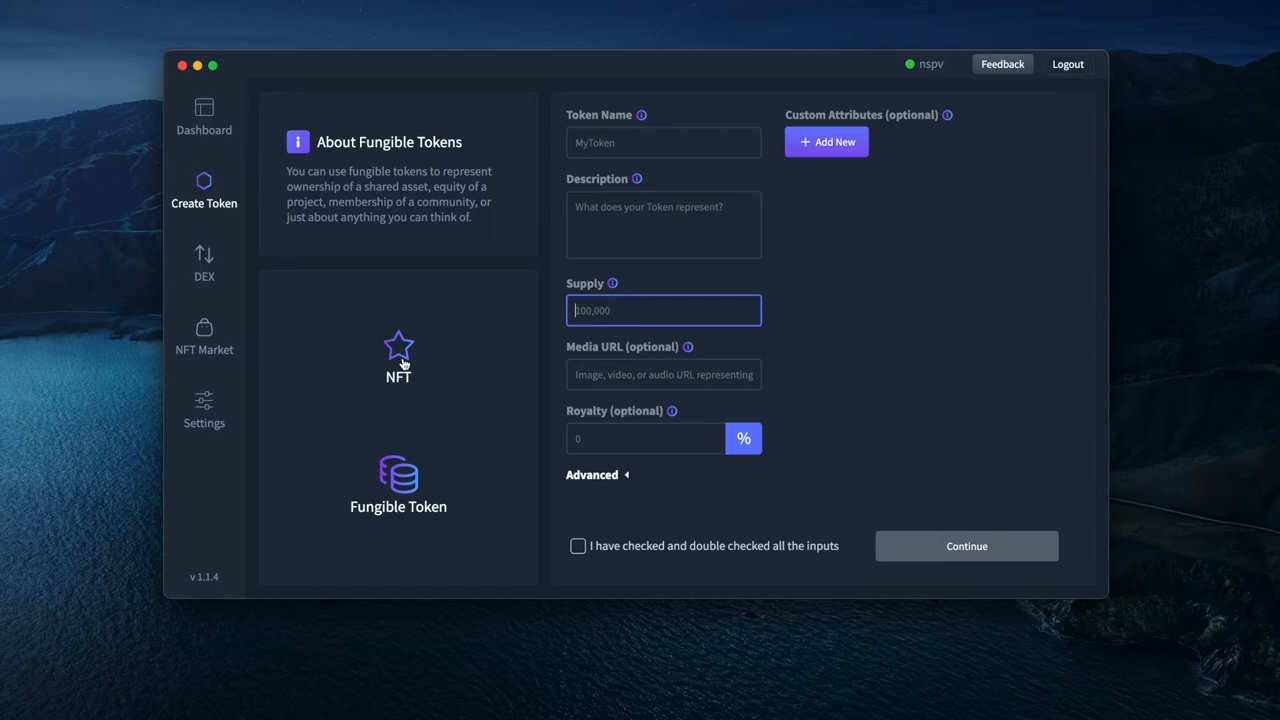 nspv
Feedback
Logout
Dashboard
Create Token
DEX
NFT Market
Settings
v 1.1.4
i About Fungible Tokens
You can use fungible tokens to represent
ownership of a shared asset, equity of a
project, membership of a community, or
just about anything you can think of.
NFT
Fungible Token
Token Name
MyToken
Description
What does your Token represent?
Supply
100,000
Media URL (optional)
Image, video, or audio URL representing
Royalty (optional)
0 %
Advanced
Custom Attributes (optional)
+ Add New
I have checked and double checked all the inputs
Continue